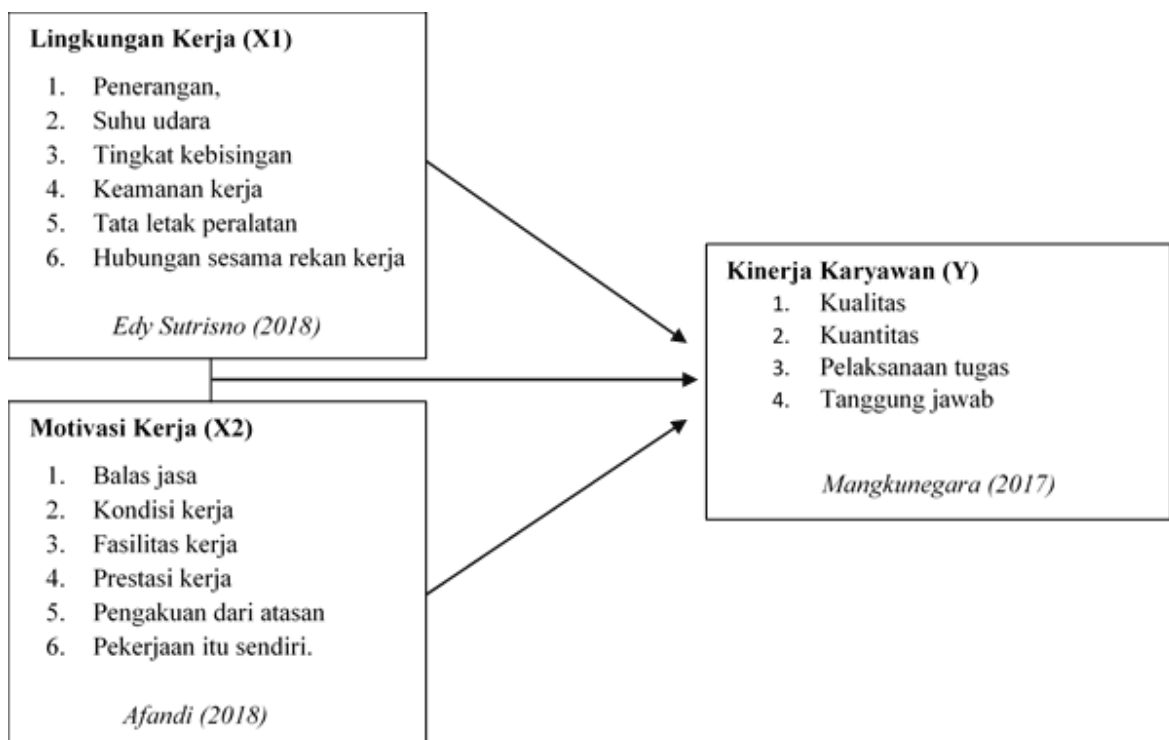 Lingkungan Kerja (X1)
1. Penerangan,
2. Suhu udara
3. Tingkat kebisingan
4. Keamanan kerja
5. Tata letak peralatan
6. Hubungan sesama rekan kerja
Edy Sutrisno (2018)
Motivasi Kerja (X2)
1. Balas jasa
2. Kondisi kerja
3. Fasilitas kerja
4. Prestasi kerja
5. Pengakuan dari atasan
6. Pekerjaan itu sendiri.
Afandi (2018)
Kinerja Karyawan (Y)
1. Kualitas
2. Kuantitas
3. Pelaksanaan tugas
4. Tanggung jawab
Mangkunegara (2017)